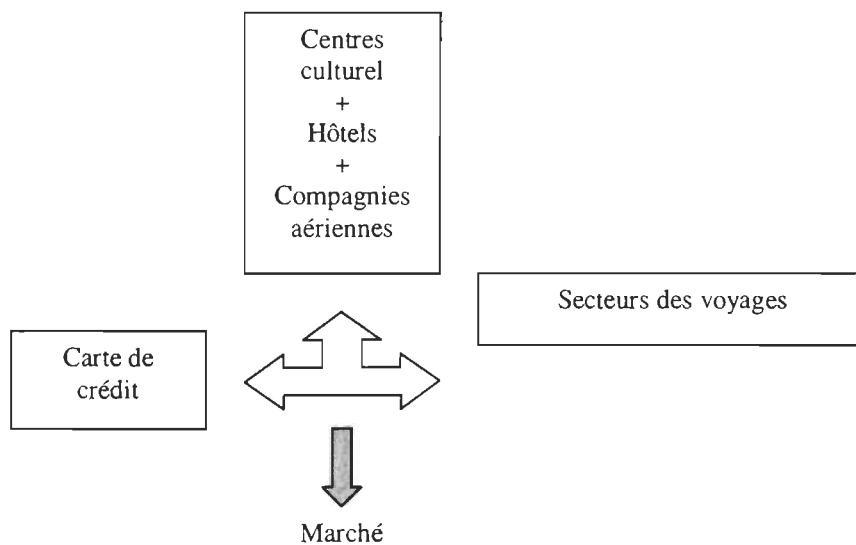 Centres
culturel
+
Hôtels
+
Compagnies
aériennes
Secteurs des voyages
Carte de
crédit
Marché